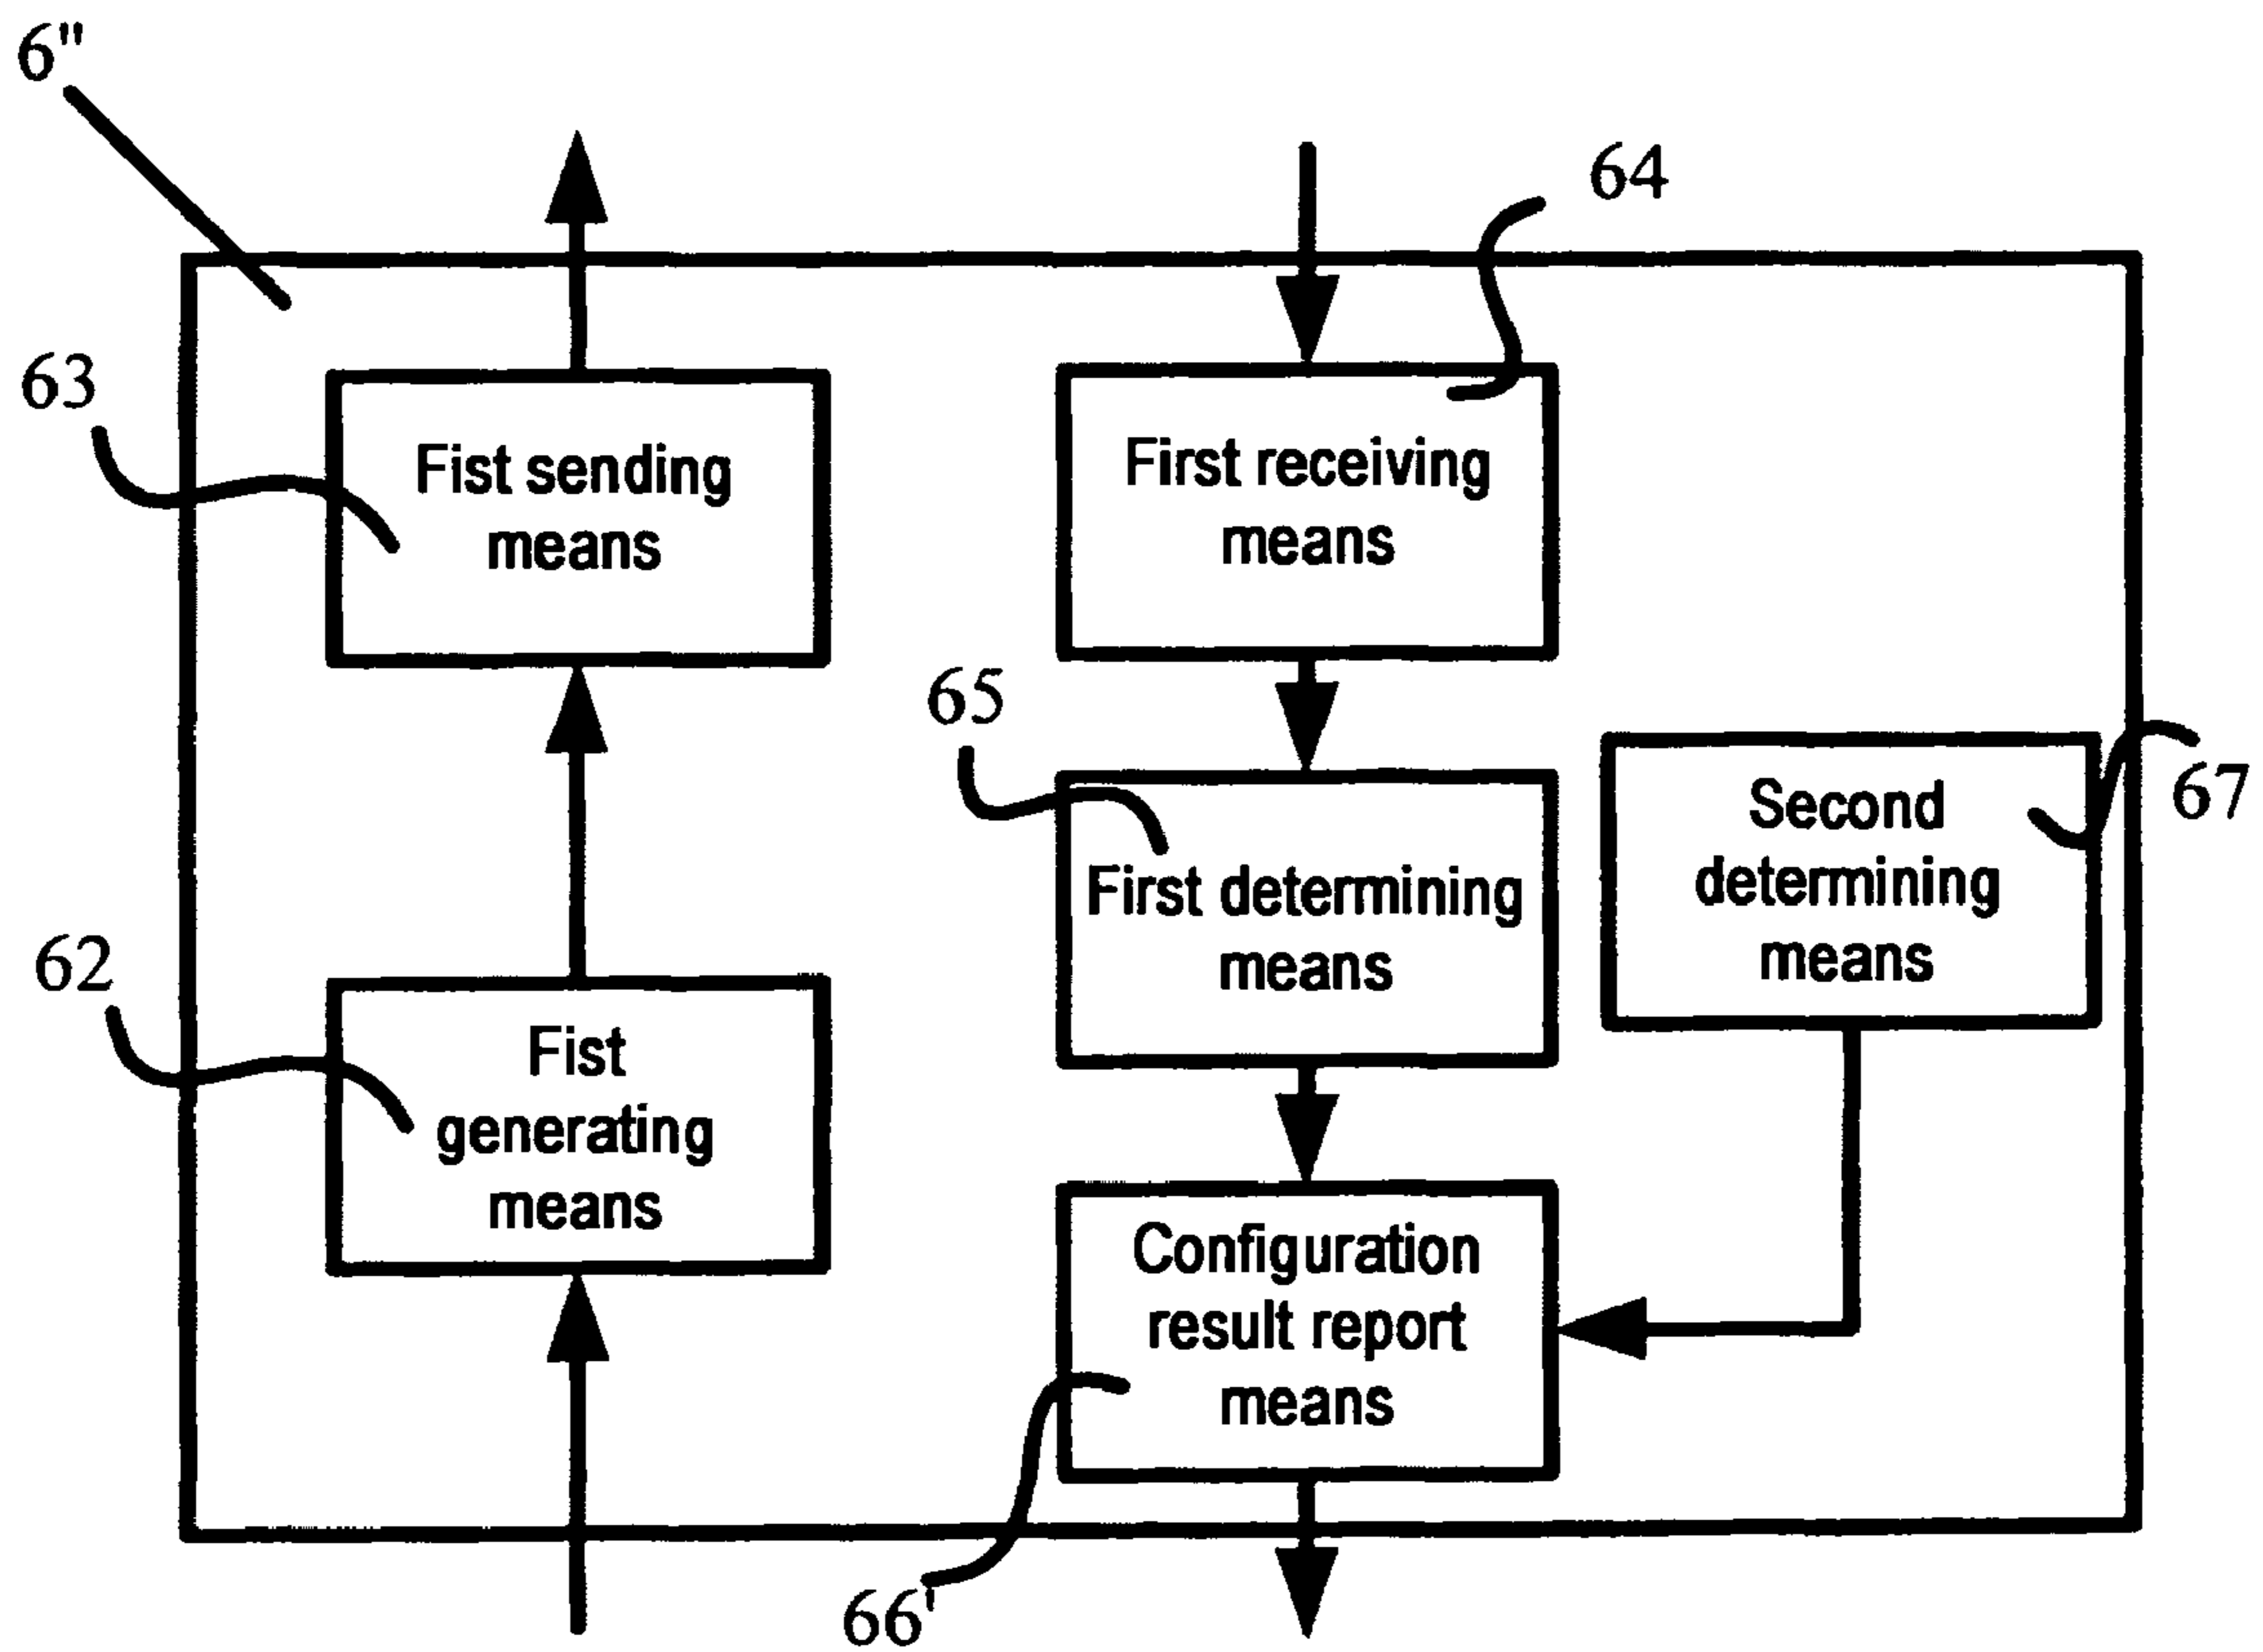 6"
64
63
Fist sending
means
First receiving
means
65
67
Second
determining
means
First determining
means
62
Fist
generating
means
Configuration
result report
means
66'